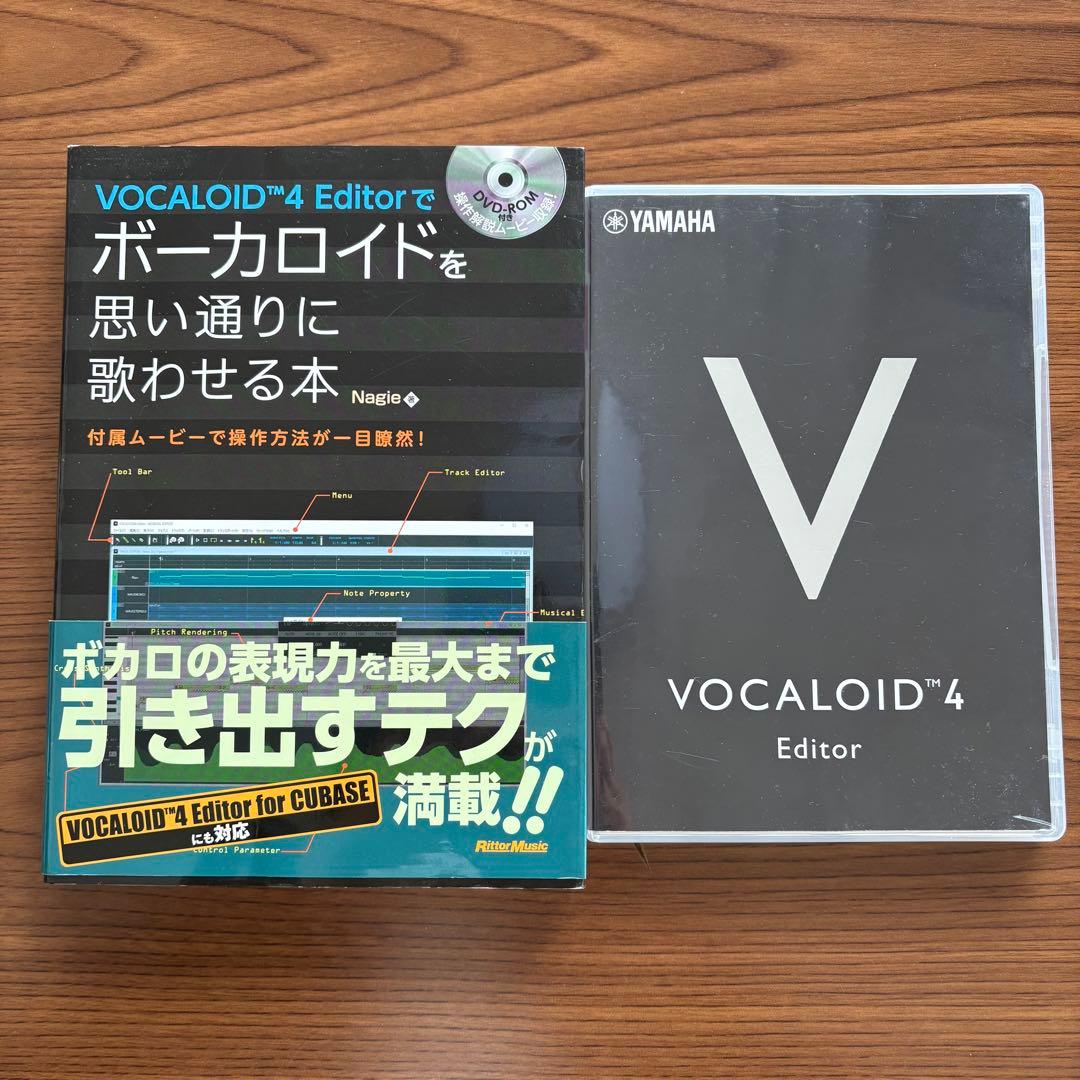 VOCALOID™4 Editorで
ボーカロイドを
思い通りに
歌わせる本
Nagie 著
DVD-ROM
付き
操作解説ムービー収録!
付属ムービーで操作方法が一目瞭然!
Tool Bar
Track Editor
Menu
Note Property
Musical E
Pitch Rendering
ボカロの表現力を最大まで
引き出すテクが
満載!!
VOCALOID™4 Editor for CUBASE
にも対応
Control Parameter
RittorMusic
YAMAHA
V
VOCALOID™4
Editor